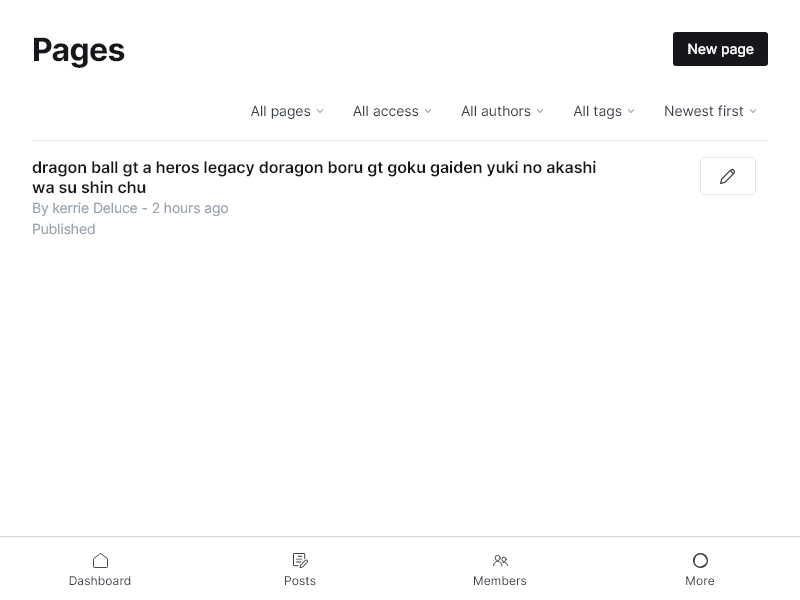 Pages
New page
All pages
All access
All authors
All tags
Newest first
dragon ball gt a heros legacy doragon boru gt goku gaiden yuki no akashi
wa su shin chu
By kerrie Deluce - 2 hours ago
Published
Dashboard
Posts
Members
More